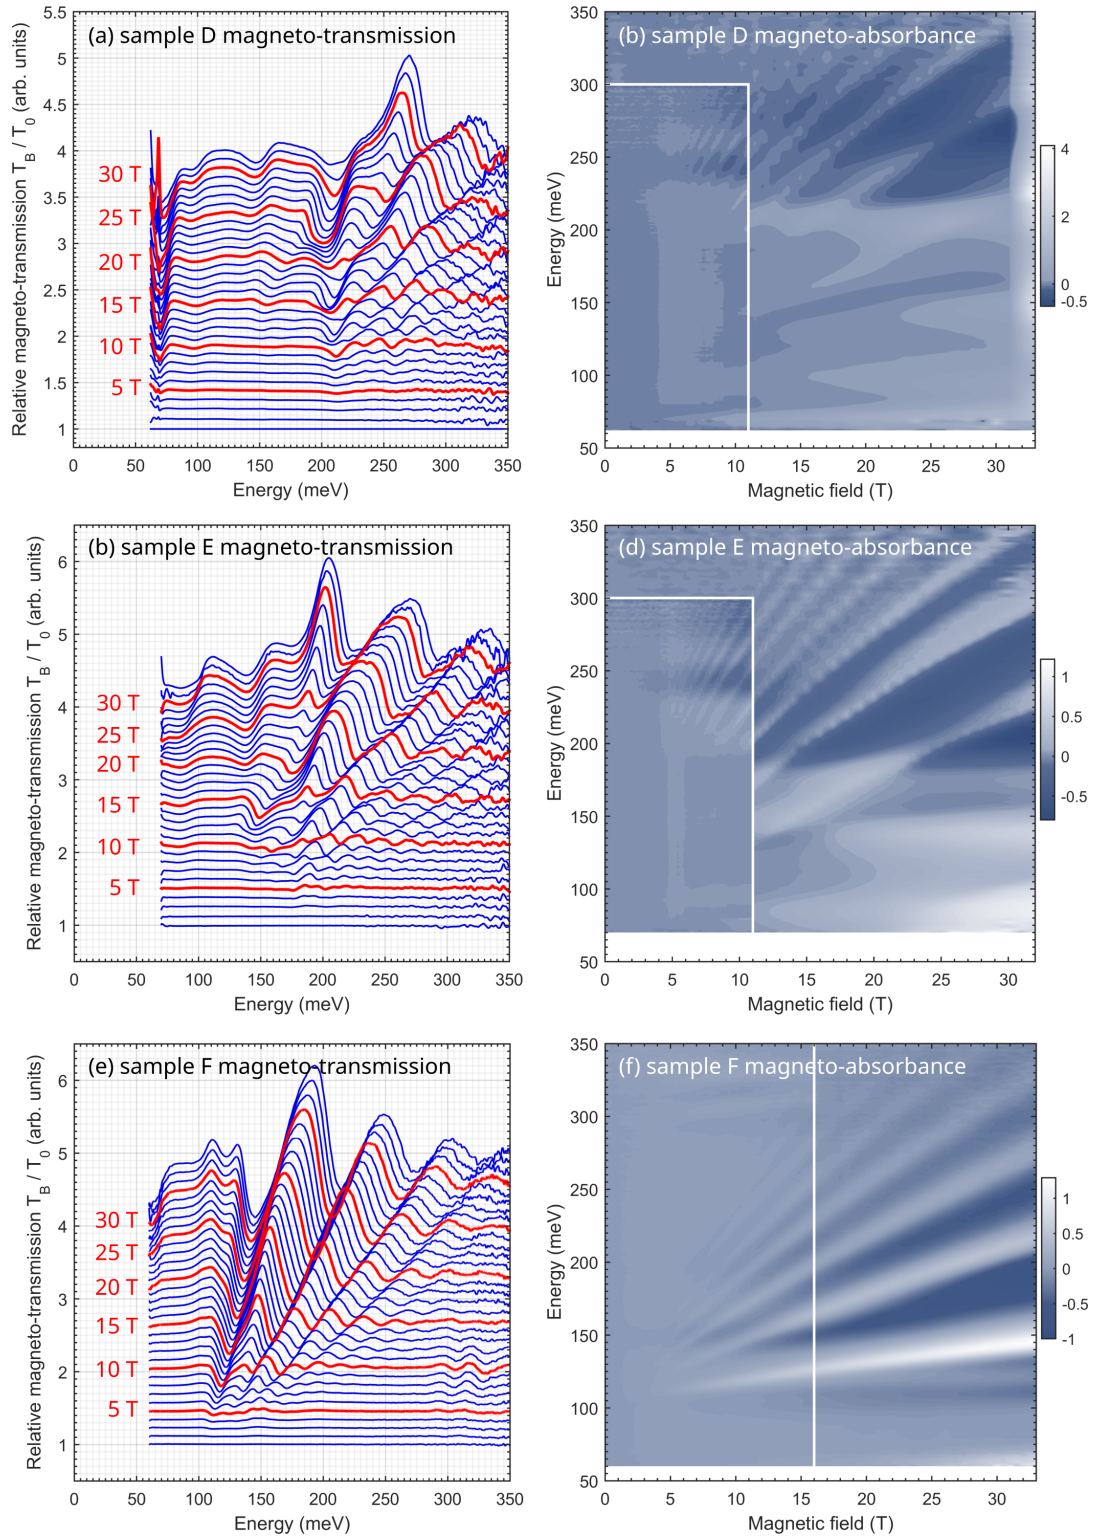 (a) sample D magneto-transmission
Relative magneto-transmission T_B / T_0 (arb. units)
5.5
5
4.5
4
3.5
3
2.5
2
1.5
1
30 T
25 T
20 T
15 T
10 T
5 T
0 50 100 150 200 250 300 350
Energy (meV)
(b) sample D magneto-absorbance
Energy (meV)
350
300
250
200
150
100
50
0 5 10 15 20 25 30
Magnetic field (T)
4
2
0
-0.5
(b) sample E magneto-transmission
Relative magneto-transmission T_B / T_0 (arb. units)
6
5
4
3
2
1
30 T
25 T
20 T
15 T
10 T
5 T
0 50 100 150 200 250 300 350
Energy (meV)
(d) sample E magneto-absorbance
Energy (meV)
350
300
250
200
150
100
50
0 5 10 15 20 25 30
Magnetic field (T)
1
0.5
0
-0.5
(e) sample F magneto-transmission
Relative magneto-transmission T_B / T_0 (arb. units)
6
5
4
3
2
1
30 T
25 T
20 T
15 T
10 T
5 T
0 50 100 150 200 250 300 350
Energy (meV)
(f) sample F magneto-absorbance
Energy (meV)
350
300
250
200
150
100
50
0 5 10 15 20 25 30
Magnetic field (T)
1
0.5
0
-0.5
-1